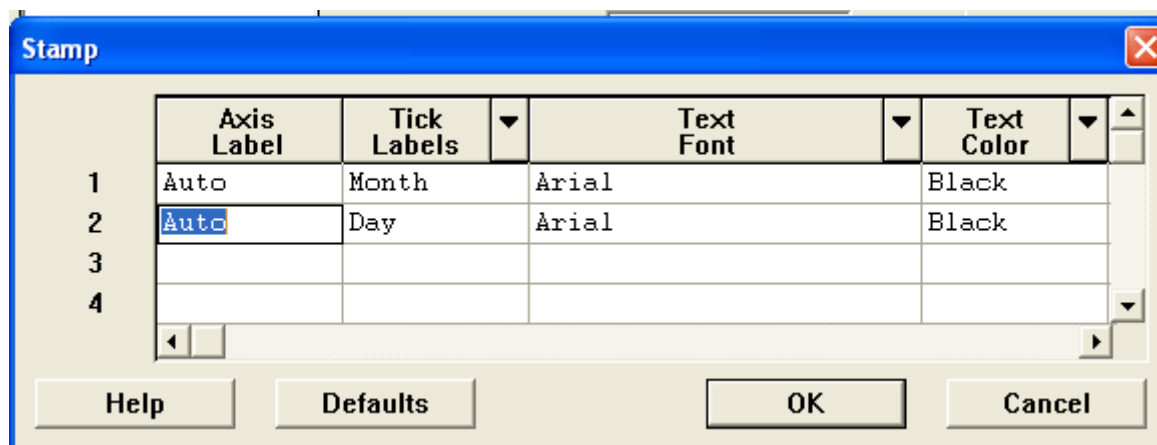 Stamp
Axis Label Tick Labels Text Font Text Color
1 Auto Month Arial Black
2 Auto Day Arial Black
3
4
Help Defaults OK Cancel